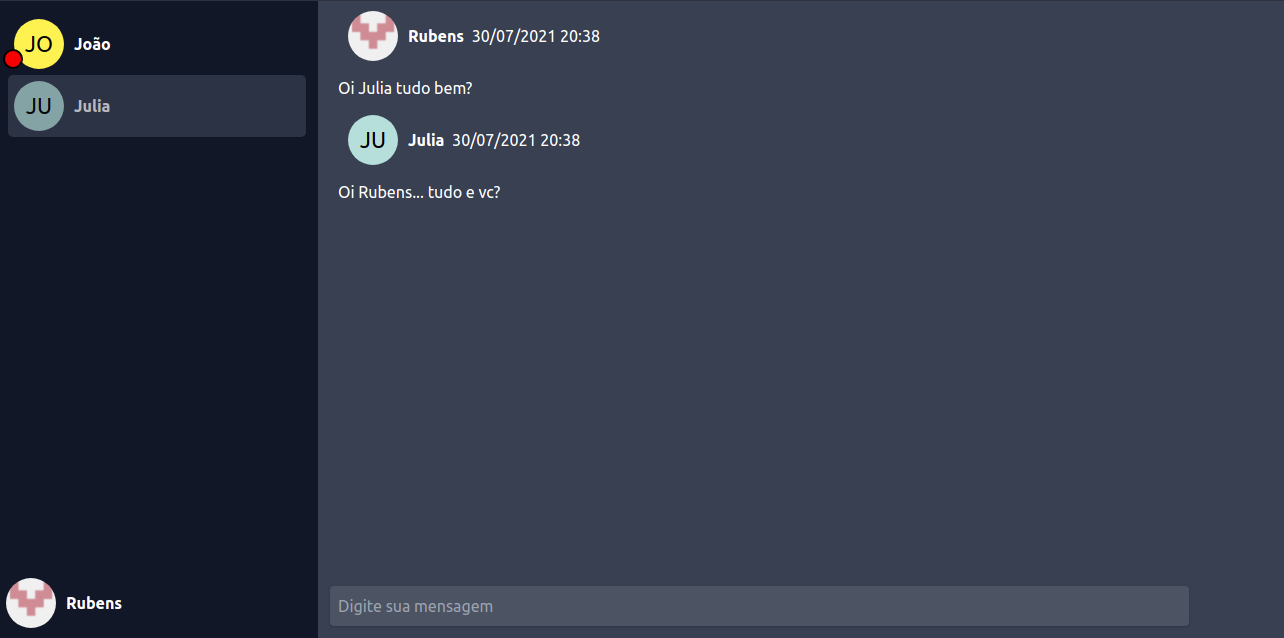 JO João
JU Julia
Rubens
Rubens 30/07/2021 20:38
Oi Julia tudo bem?
JU Julia 30/07/2021 20:38
Oi Rubens... tudo e vc?
Digite sua mensagem